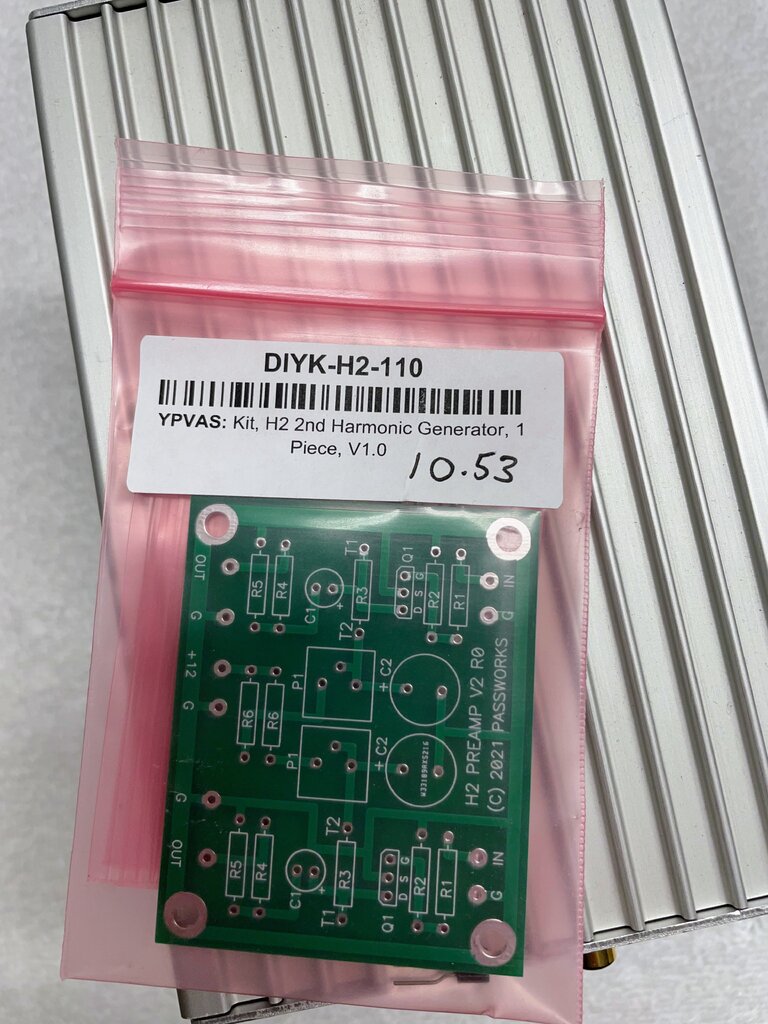 DIYK-H2-110
YPVAS: Kit, H2 2nd Harmonic Generator, 1
Piece, V1.0
10.53
OUT
G
+12
G
G
OUT
R5
R4
C1
+
T1
R3
T2
Q1
D S G
R2
R1
IN
G
R6
R6
P1
P1
+ C2
+ C2
W33189AXS216
H2 PREAMP V2 R0
(C) 2021 PASSWORKS
R5
R4
C1
+
T2
R3
T1
Q1
D S G
R2
R1
IN
G